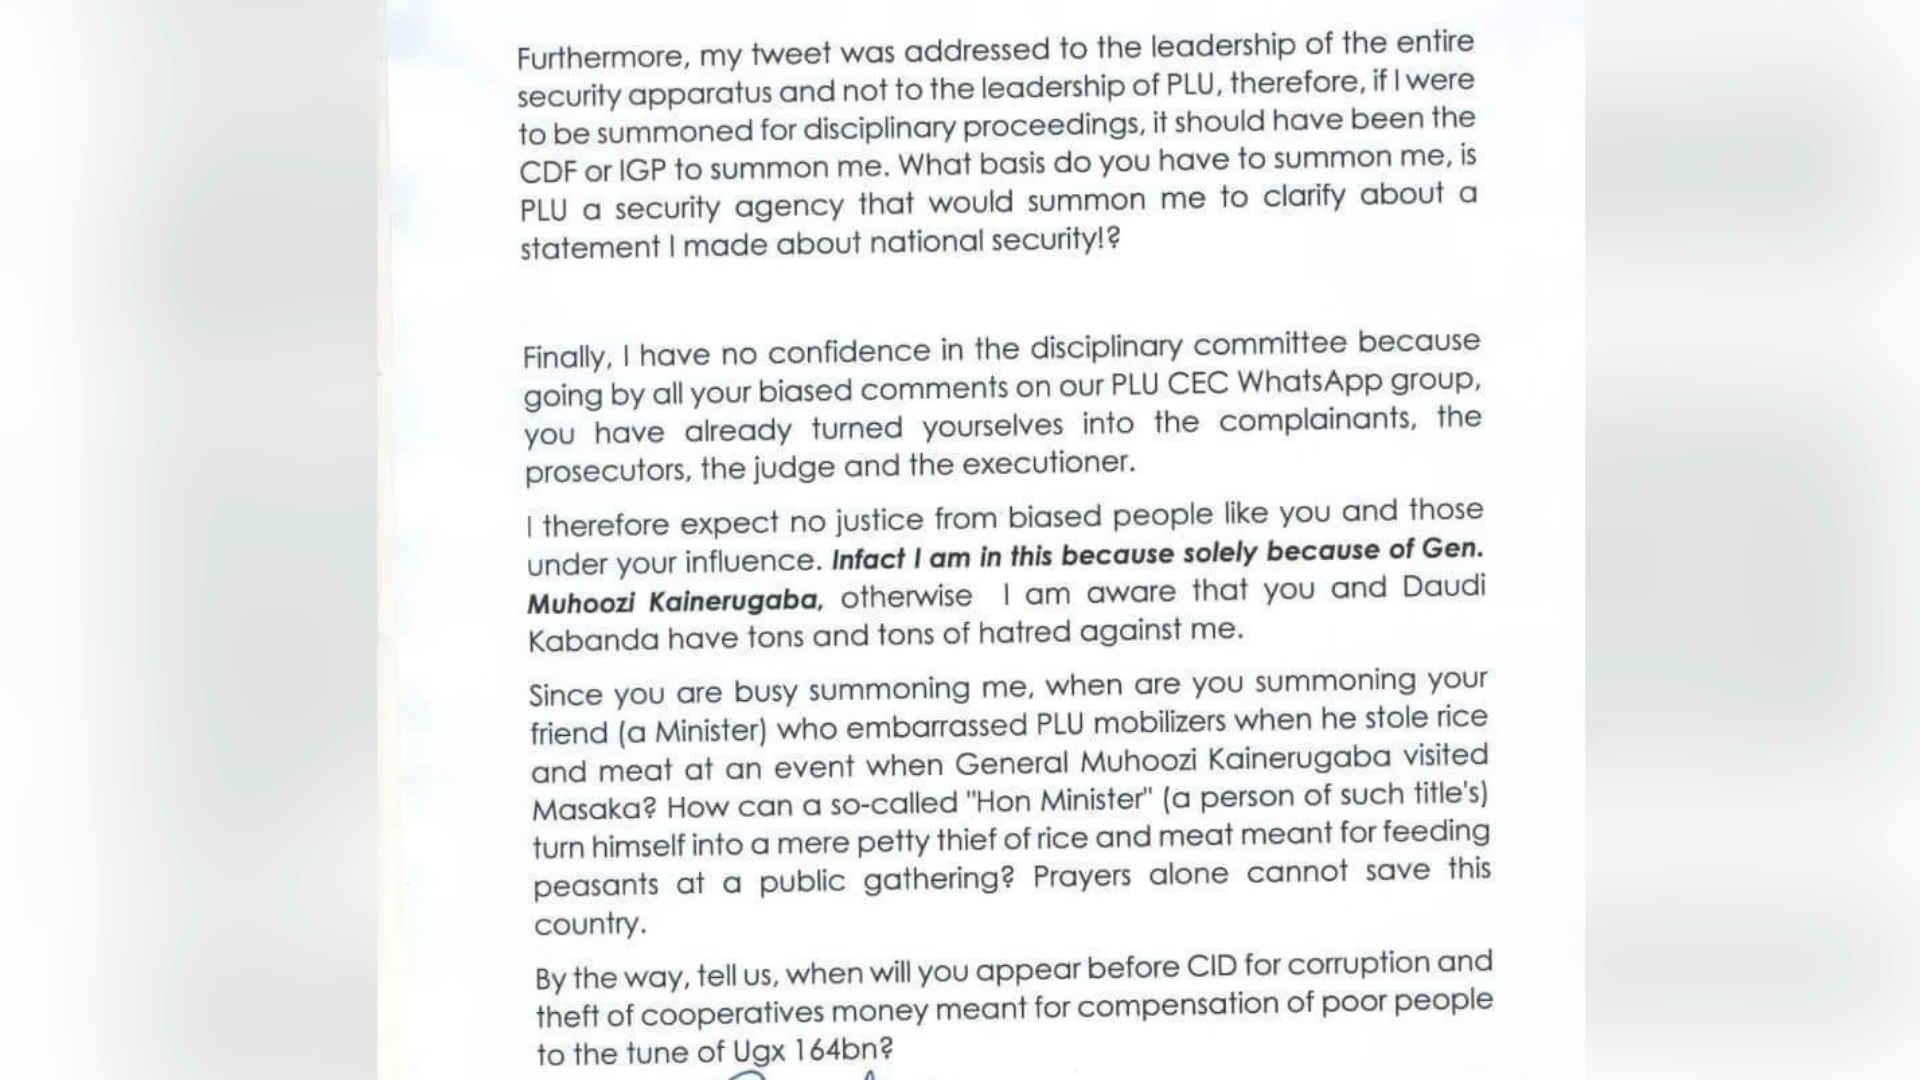 Furthermore, my tweet was addressed to the leadership of the entire
security apparatus and not to the leadership of PLU, therefore, if I were
to be summoned for disciplinary proceedings, it should have been the
CDF or IGP to summon me. What basis do you have to summon me, is
PLU a security agency that would summon me to clarify about a
statement I made about national security!?
Finally, I have no confidence in the disciplinary committee because
going by all your biased comments on our PLU CEC WhatsApp group,
you have already turned yourselves into the complainants, the
prosecutors, the judge and the executioner.
I therefore expect no justice from biased people like you and those
under your influence. Infact I am in this because solely because of Gen.
Muhoozi Kainerugaba, otherwise I am aware that you and Daudi
Kabanda have tons and tons of hatred against me.
Since you are busy summoning me, when are you summoning your
friend (a Minister) who embarrassed PLU mobilizers when he stole rice
and meat at an event when General Muhoozi Kainerugaba visited
Masaka? How can a so-called "Hon Minister" (a person of such title's)
turn himself into a mere petty thief of rice and meat meant for feeding
peasants at a public gathering? Prayers alone cannot save this
country.
By the way, tell us, when will you appear before CID for corruption and
theft of cooperatives money meant for compensation of poor people
to the tune of Ugx 164bn?